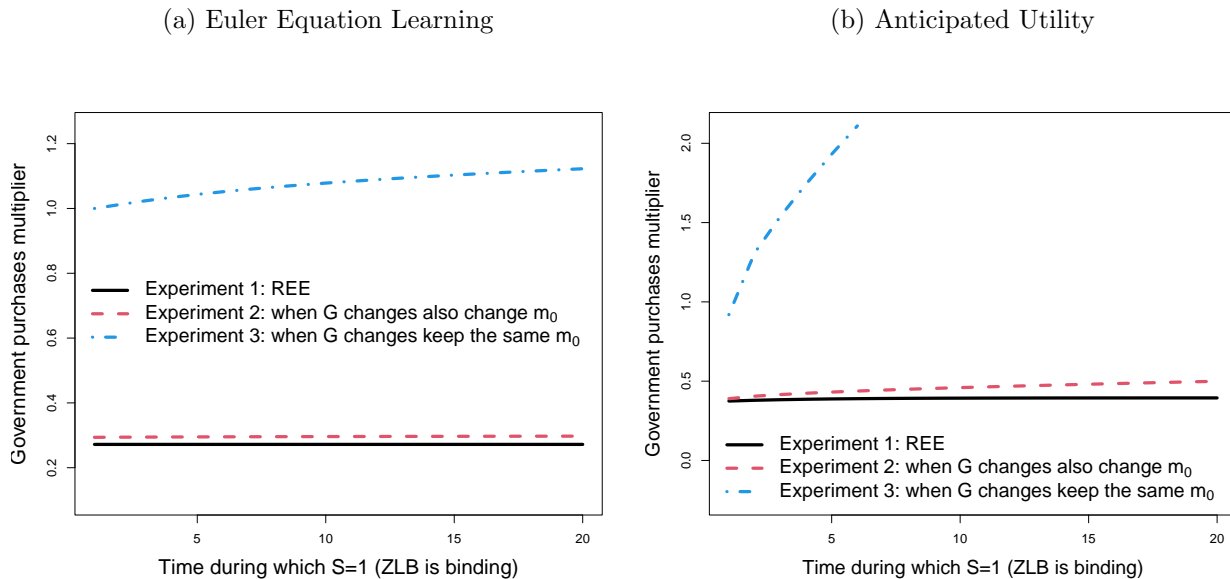 (a) Euler Equation Learning
Government purchases multiplier
1.2
1.0
0.8
0.6
0.4
0.2
Experiment 1: REE
Experiment 2: when G changes also change m₀
Experiment 3: when G changes keep the same m₀
5 10 15 20
Time during which S=1 (ZLB is binding)
(b) Anticipated Utility
Government purchases multiplier
2.0
1.5
1.0
0.5
0.0
Experiment 1: REE
Experiment 2: when G changes also change m₀
Experiment 3: when G changes keep the same m₀
5 10 15 20
Time during which S=1 (ZLB is binding)